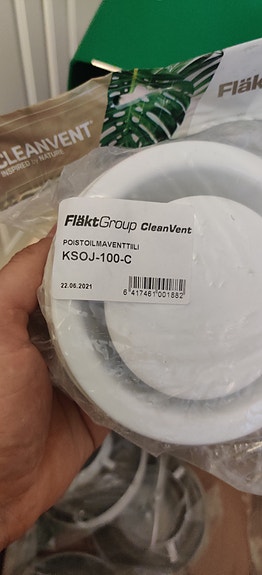 CLEANVENT®
INSPIRED BY NATURE
Fläkt
FläktGroup CleanVent
POISTOILMAVENTTIILI
KSOJ-100-C
22.06.2021
6 417461 001882